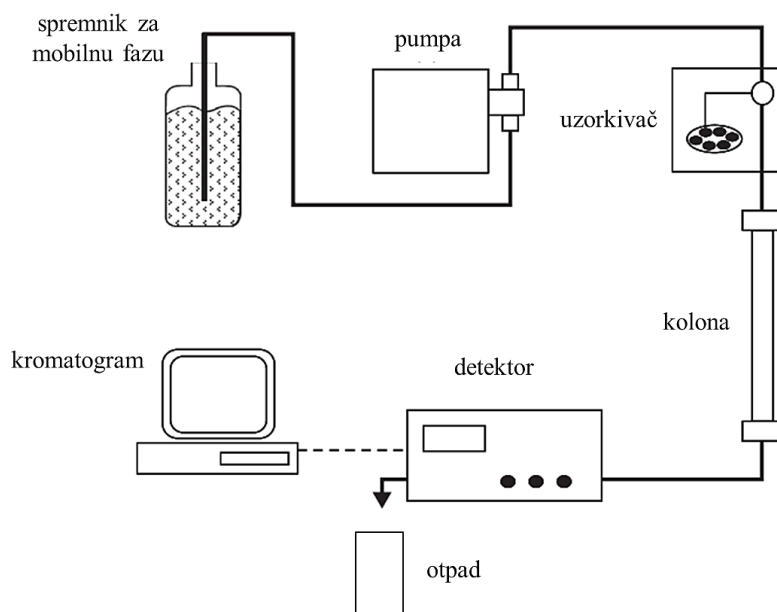 spremnik za
mobilnu fazu
pumpa
uzorkivač
kolona
kromatogram
detektor
otpad